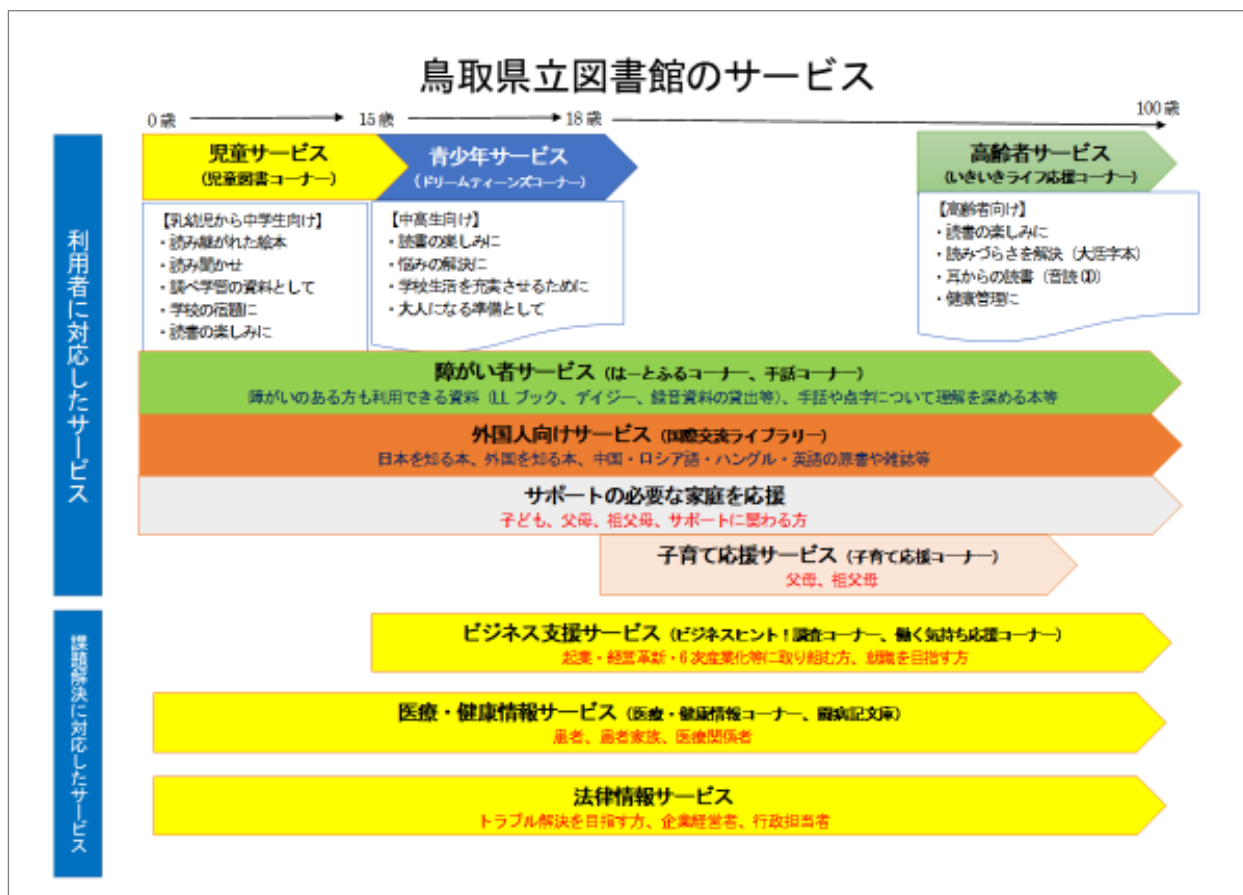 鳥取県立図書館のサービス
0歳 15歳 18歳 100歳
利用者に対応したサービス
児童サービス
(児童図書コーナー)
【乳幼児から中学生向け】
・読み継がれた絵本
・読み聞かせ
・調べ学習の資料として
・学校の宿題に
・読書の楽しみに
青少年サービス
(ドリームティーンズコーナー)
【中高生向け】
・読書の楽しみに
・悩みの解決に
・学校生活を充実させるために
・大人になる準備として
高齢者サービス
(いきいきライフ応援コーナー)
【高齢者向け】
・読書の楽しみに
・読みづらさを解決(大活字本)
・耳からの読書(音読CD)
・健康管理に
障がい者サービス(はーとふるコーナー、手話コーナー)
障がいのある方も利用できる資料(LLブック、デイジー、録音資料の貸出等)、手話や点字について理解を深める本等
外国人向けサービス(国際交流ライブラリー)
日本を知る本、外国を知る本、中国・ロシア語・ハングル・英語の原書や雑誌等
サポートの必要な家庭を応援
子ども、父母、祖父母、サポートに関わる方
子育て応援サービス(子育て応援コーナー)
父母、祖父母
課題解決に対応したサービス
ビジネス支援サービス(ビジネスヒント!調査コーナー、働く気持ち応援コーナー)
起業・経営革新・6次産業化等に取り組む方、就職を目指す方
医療・健康情報サービス(医療・健康情報コーナー、闘病記文庫)
患者、患者家族、医療関係者
法律情報サービス
トラブル解決を目指す方、企業経営者、行政担当者